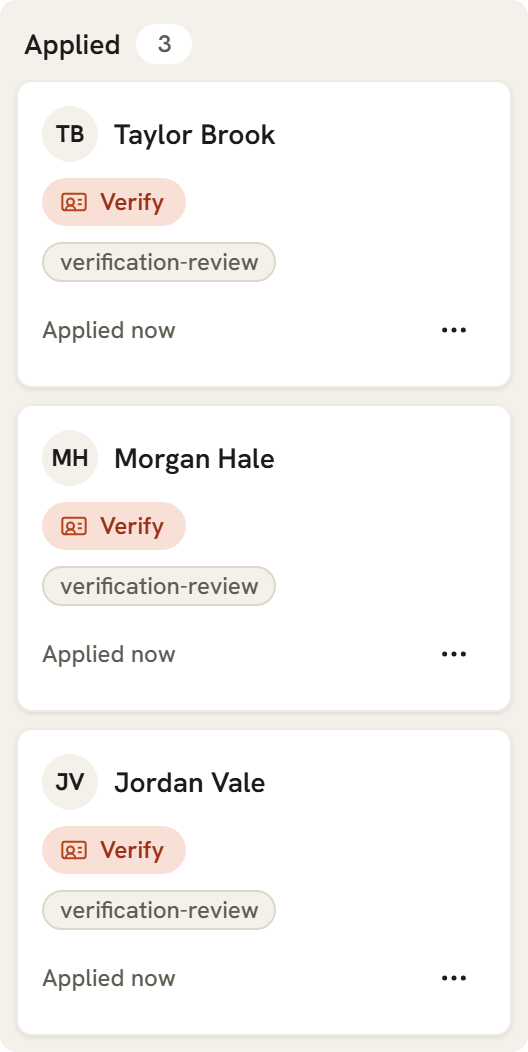 Applied 3
TB Taylor Brook
Verify
verification-review
Applied now
MH Morgan Hale
Verify
verification-review
Applied now
JV Jordan Vale
Verify
verification-review
Applied now